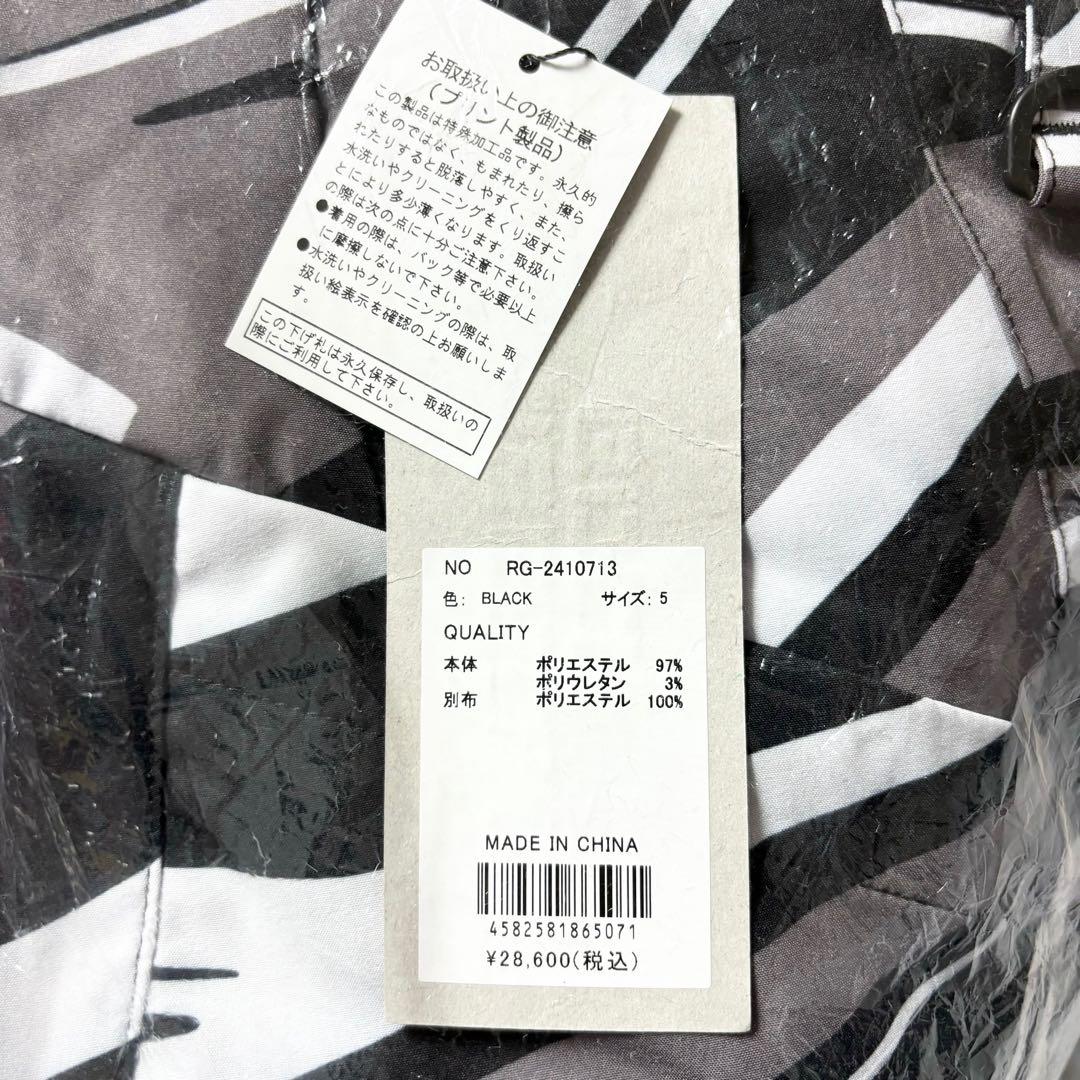 お取扱い上の御注意
(プリント製品)
この製品は特殊加工品です。永久的
なものではなく、もまれたり、擦ら
れたりすると脱落しやすく、また、
水洗いやクリーニングをくり返すこ
とにより多少薄くなります。取扱い
の際は次の点に十分ご注意下さい。
●着用の際は、バック等で必要以上
に摩擦しないで下さい。
●水洗いやクリーニングの際は、取
扱い絵表示を確認の上お願いしま
す。
この下げ札は永久保存し、取扱いの
際にご利用して下さい。
NO RG-2410713
色: BLACK サイズ: 5
QUALITY
本体 ポリエステル 97%
ポリウレタン 3%
別布 ポリエステル 100%
MADE IN CHINA
4582581865071
¥28,600(税込)